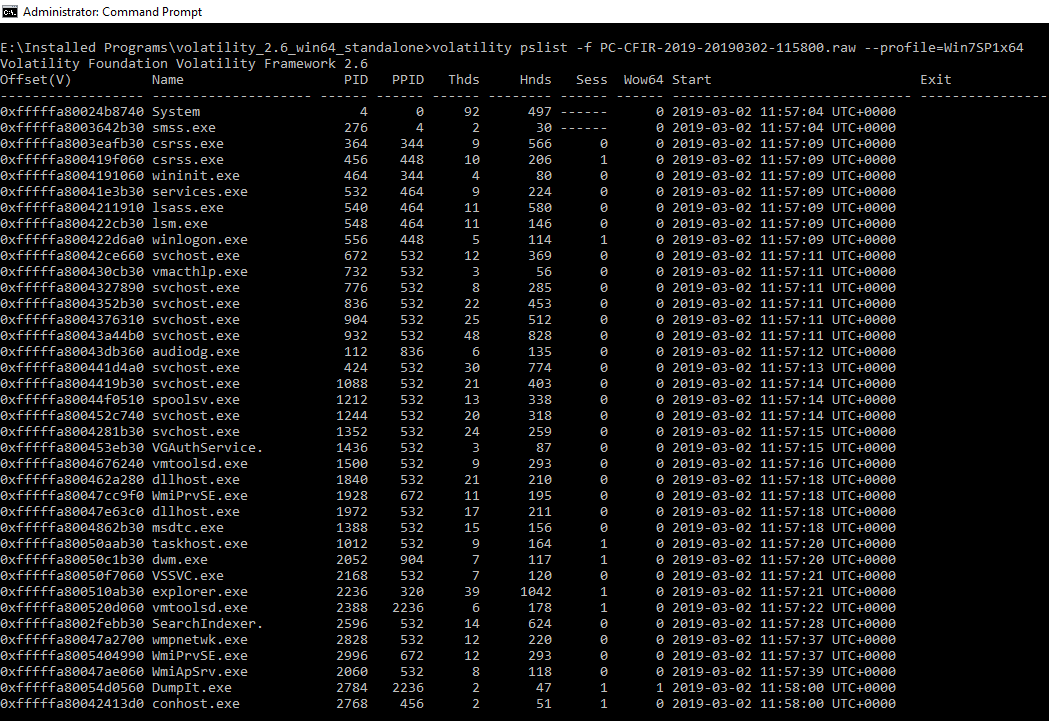 Administrator: Command Prompt
E:\Installed Programs\volatility_2.6_win64_standalone>volatility pslist -f PC-CFIR-2019-20190302-115800.raw --profile=Win7SP1x64
Volatility Foundation Volatility Framework 2.6
Offset(V) Name PID PPID Thds Hnds Sess Wow64 Start Exit
------------------ -------------------- ------ ------ ------ -------- ------ ------ ------------------------------ ----------------
0xfffffa80024b8740 System 4 0 92 497 ------ 0 2019-03-02 11:57:04 UTC+0000
0xfffffa8003642b30 smss.exe 276 4 2 30 ------ 0 2019-03-02 11:57:04 UTC+0000
0xfffffa8003eafb30 csrss.exe 364 344 9 566 0 0 2019-03-02 11:57:09 UTC+0000
0xfffffa800419f060 csrss.exe 456 448 10 206 1 0 2019-03-02 11:57:09 UTC+0000
0xfffffa8004191060 wininit.exe 464 344 4 80 0 0 2019-03-02 11:57:09 UTC+0000
0xfffffa80041e3b30 services.exe 532 464 9 224 0 0 2019-03-02 11:57:09 UTC+0000
0xfffffa8004211910 lsass.exe 540 464 11 580 0 0 2019-03-02 11:57:09 UTC+0000
0xfffffa800422cb30 lsm.exe 548 464 11 146 0 0 2019-03-02 11:57:09 UTC+0000
0xfffffa800422d6a0 winlogon.exe 556 448 5 114 1 0 2019-03-02 11:57:09 UTC+0000
0xfffffa80042ce660 svchost.exe 672 532 12 369 0 0 2019-03-02 11:57:11 UTC+0000
0xfffffa800430cb30 vmacthlp.exe 732 532 3 56 0 0 2019-03-02 11:57:11 UTC+0000
0xfffffa8004327890 svchost.exe 776 532 8 285 0 0 2019-03-02 11:57:11 UTC+0000
0xfffffa8004352b30 svchost.exe 836 532 22 453 0 0 2019-03-02 11:57:11 UTC+0000
0xfffffa8004376310 svchost.exe 904 532 25 512 0 0 2019-03-02 11:57:11 UTC+0000
0xfffffa80043a44b0 svchost.exe 932 532 48 828 0 0 2019-03-02 11:57:11 UTC+0000
0xfffffa80043db360 audiodg.exe 112 836 6 135 0 0 2019-03-02 11:57:12 UTC+0000
0xfffffa800441d4a0 svchost.exe 424 532 30 774 0 0 2019-03-02 11:57:13 UTC+0000
0xfffffa8004419b30 svchost.exe 1088 532 21 403 0 0 2019-03-02 11:57:14 UTC+0000
0xfffffa80044f0510 spoolsv.exe 1212 532 13 338 0 0 2019-03-02 11:57:14 UTC+0000
0xfffffa800452c740 svchost.exe 1244 532 20 318 0 0 2019-03-02 11:57:14 UTC+0000
0xfffffa8004281b30 svchost.exe 1352 532 24 259 0 0 2019-03-02 11:57:15 UTC+0000
0xfffffa800453eb30 VGAuthService. 1436 532 3 87 0 0 2019-03-02 11:57:15 UTC+0000
0xfffffa8004676240 vmtoolsd.exe 1500 532 9 293 0 0 2019-03-02 11:57:16 UTC+0000
0xfffffa800462a280 dllhost.exe 1840 532 21 210 0 0 2019-03-02 11:57:18 UTC+0000
0xfffffa80047cc9f0 WmiPrvSE.exe 1928 672 11 195 0 0 2019-03-02 11:57:18 UTC+0000
0xfffffa80047e63c0 dllhost.exe 1972 532 17 211 0 0 2019-03-02 11:57:18 UTC+0000
0xfffffa8004862b30 msdtc.exe 1388 532 15 156 0 0 2019-03-02 11:57:18 UTC+0000
0xfffffa80050aab30 taskhost.exe 1012 532 9 164 1 0 2019-03-02 11:57:20 UTC+0000
0xfffffa80050c1b30 dwm.exe 2052 904 7 117 1 0 2019-03-02 11:57:20 UTC+0000
0xfffffa80050f7060 VSSVC.exe 2168 532 7 120 0 0 2019-03-02 11:57:21 UTC+0000
0xfffffa800510ab30 explorer.exe 2236 320 39 1042 1 0 2019-03-02 11:57:21 UTC+0000
0xfffffa800520d060 vmtoolsd.exe 2388 2236 6 178 1 0 2019-03-02 11:57:22 UTC+0000
0xfffffa8002febb30 SearchIndexer. 2596 532 14 624 0 0 2019-03-02 11:57:28 UTC+0000
0xfffffa80047a2700 wmpnetwk.exe 2828 532 12 220 0 0 2019-03-02 11:57:37 UTC+0000
0xfffffa8005404990 WmiPrvSE.exe 2996 672 12 293 0 0 2019-03-02 11:57:37 UTC+0000
0xfffffa80047ae060 WmiApSrv.exe 2060 532 8 118 0 0 2019-03-02 11:57:39 UTC+0000
0xfffffa80054d0560 DumpIt.exe 2784 2236 2 47 1 1 2019-03-02 11:58:00 UTC+0000
0xfffffa80042413d0 conhost.exe 2768 456 2 51 1 0 2019-03-02 11:58:00 UTC+0000